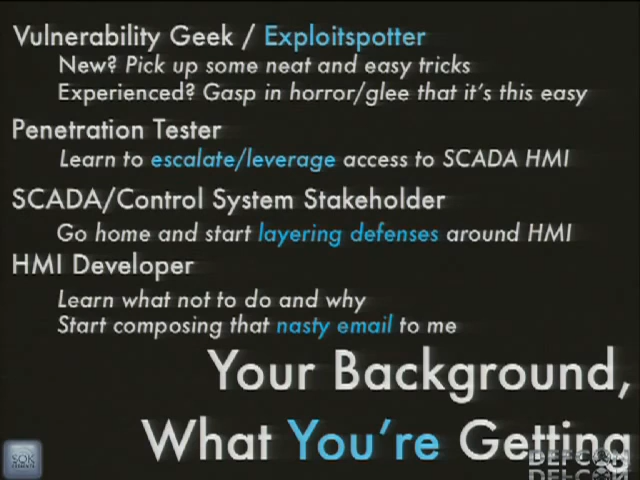 Vulnerability Geek / Exploitspotter
New? Pick up some neat and easy tricks
Experienced? Gasp in horror/glee that it's this easy
Penetration Tester
Learn to escalate/leverage access to SCADA HMI
SCADA/Control System Stakeholder
Go home and start layering defenses around HMI
HMI Developer
Learn what not to do and why
Start composing that nasty email to me
Your Background,
What You're Getting
DEFCON